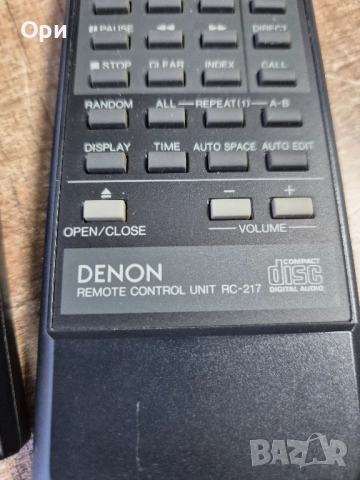 Ори
⏸ PAUSE ◀◀ ▶▶ DIRECT
■ STOP CLEAR INDEX CALL
RANDOM ALL REPEAT(1) A-B
DISPLAY TIME AUTO SPACE AUTO EDIT
⏏ − +
OPEN/CLOSE VOLUME
DENON
REMOTE CONTROL UNIT RC-217
COMPACT
disc
DIGITAL AUDIO
BAZAR